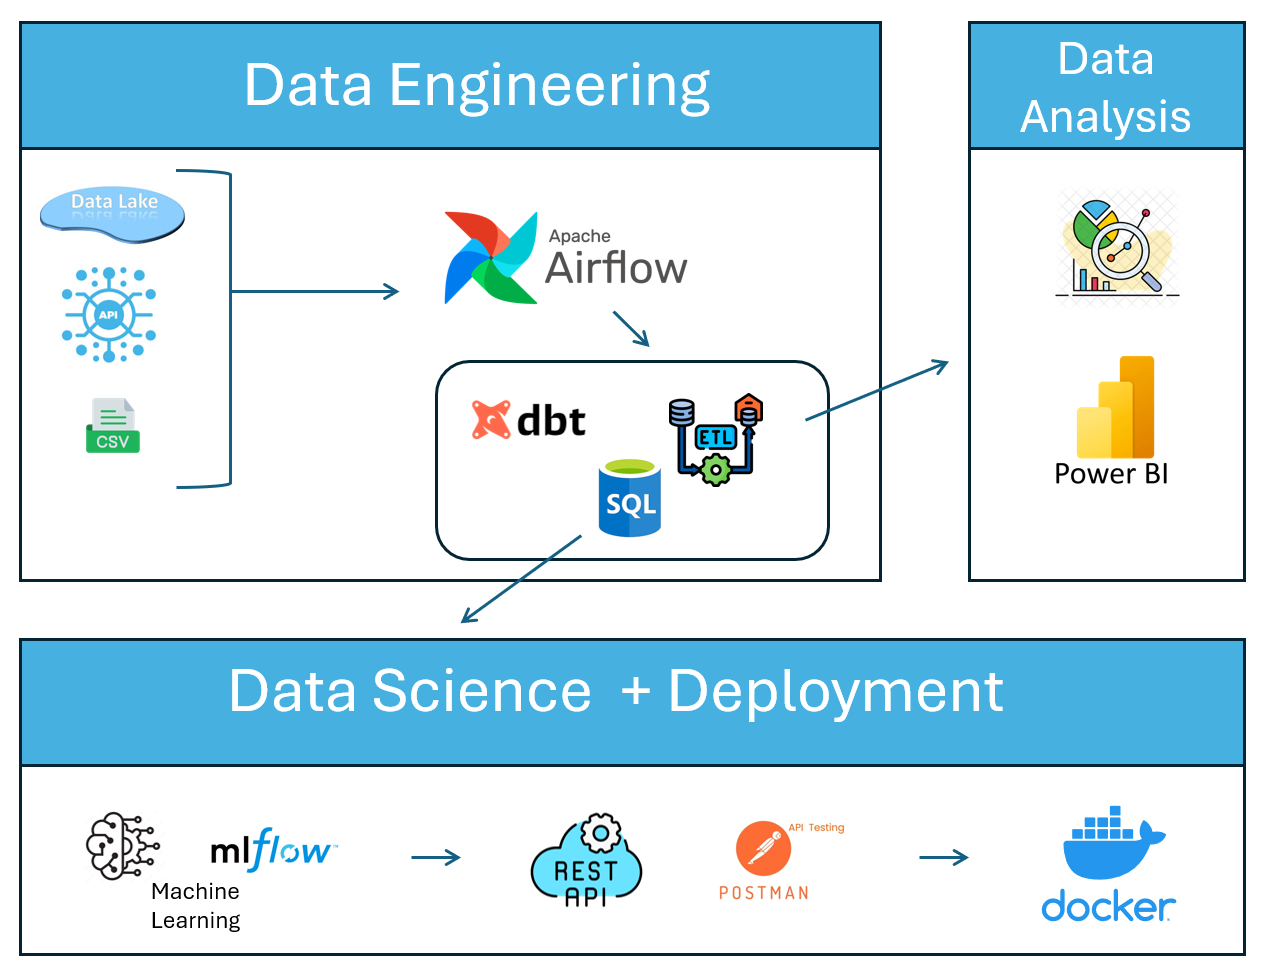 Data Engineering
Data
Analysis
Data Lake
API
CSV
Apache
Airflow
dbt
ETL
SQL
Power BI
Data Science + Deployment
mlflow™
Machine
Learning
REST
API
API Testing
POSTMAN
docker